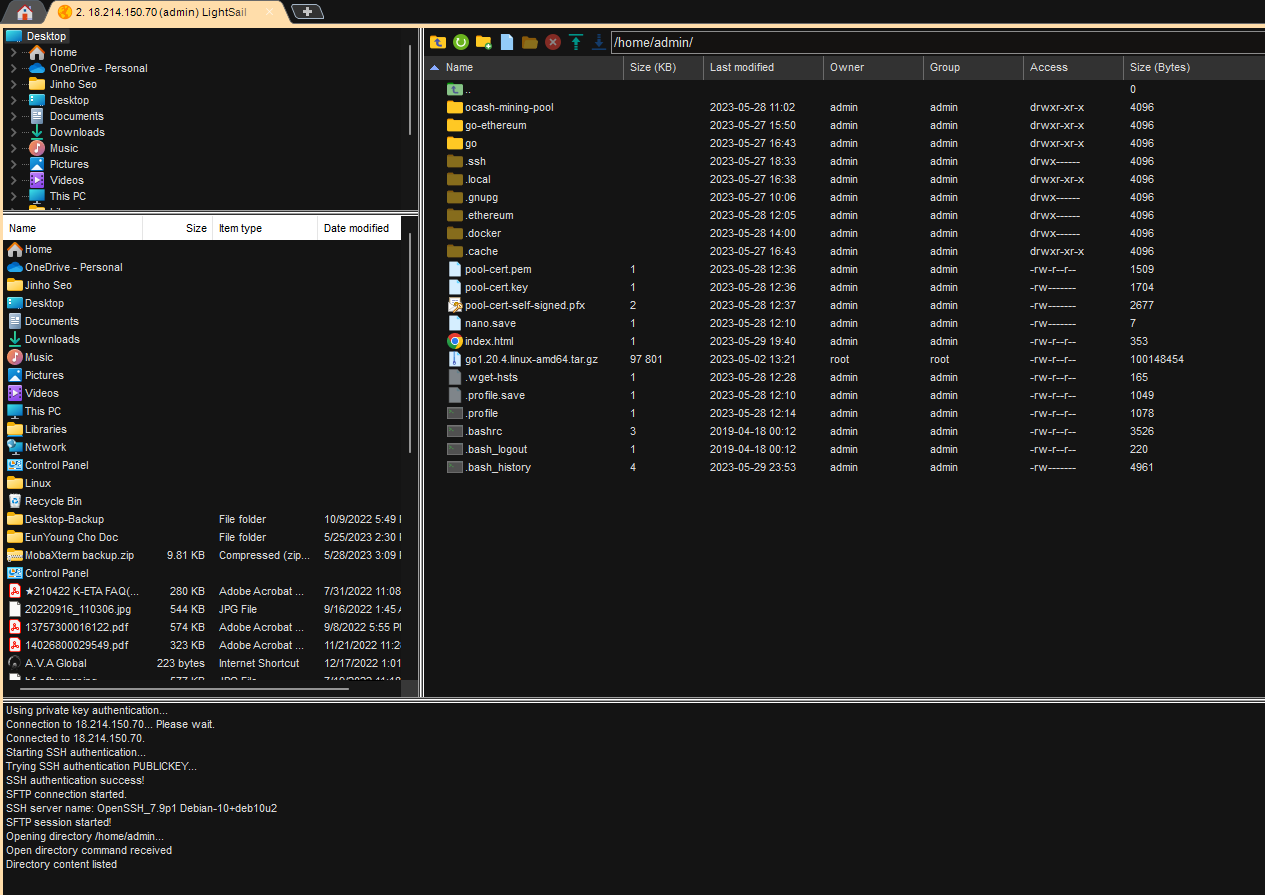 2. 18.214.150.70 (admin) LightSail
Desktop
Home
OneDrive - Personal
Jinho Seo
Desktop
Documents
Downloads
Music
Pictures
Videos
This PC
Name Size Item type Date modified
Home
OneDrive - Personal
Jinho Seo
Desktop
Documents
Downloads
Music
Pictures
Videos
This PC
Libraries
Network
Control Panel
Linux
Recycle Bin
Desktop-Backup File folder 10/9/2022 5:49
EunYoung Cho Doc File folder 5/25/2023 2:30
MobaXterm backup.zip 9.81 KB Compressed (zip... 5/28/2023 3:09
Control Panel
★210422 K-ETA FAQ(... 280 KB Adobe Acrobat ... 7/31/2022 11:08
20220916_110306.jpg 544 KB JPG File 9/16/2022 1:45
13757300016122.pdf 574 KB Adobe Acrobat ... 9/8/2022 5:55
14026800029549.pdf 323 KB Adobe Acrobat ... 11/21/2022
A.V.A Global 223 bytes Internet Shortcut 12/17/2022 1:01
/home/admin/
Name Size (KB) Last modified Owner Group Access Size (Bytes)
.. 0
ocash-mining-pool 2023-05-28 11:02 admin admin drwxr-xr-x 4096
go-ethereum 2023-05-27 15:50 admin admin drwxr-xr-x 4096
go 2023-05-27 16:43 admin admin drwxr-xr-x 4096
.ssh 2023-05-27 18:33 admin admin drwx------ 4096
.local 2023-05-27 16:38 admin admin drwxr-xr-x 4096
.gnupg 2023-05-27 10:06 admin admin drwx------ 4096
.ethereum 2023-05-28 12:05 admin admin drwx------ 4096
.docker 2023-05-28 14:00 admin admin drwx------ 4096
.cache 2023-05-27 16:43 admin admin drwxr-xr-x 4096
pool-cert.pem 1 2023-05-28 12:36 admin admin -rw-r--r-- 1509
pool-cert.key 1 2023-05-28 12:36 admin admin -rw------- 1704
pool-cert-self-signed.pfx 2 2023-05-28 12:37 admin admin -rw------- 2677
nano.save 1 2023-05-28 12:10 admin admin -rw------- 7
index.html 1 2023-05-29 19:40 admin admin -rw-r--r-- 353
go1.20.4.linux-amd64.tar.gz 97 801 2023-05-02 13:21 root root -rw-r--r-- 100148454
.wget-hsts 1 2023-05-28 12:28 admin admin -rw-r--r-- 165
.profile.save 1 2023-05-28 12:10 admin admin -rw-r--r-- 1049
.profile 1 2023-05-28 12:14 admin admin -rw-r--r-- 1078
.bashrc 3 2019-04-18 00:12 admin admin -rw-r--r-- 3526
.bash_logout 1 2019-04-18 00:12 admin admin -rw-r--r-- 220
.bash_history 4 2023-05-29 23:53 admin admin -rw------- 4961
Using private key authentication...
Connection to 18.214.150.70... Please wait.
Connected to 18.214.150.70.
Starting SSH authentication...
Trying SSH authentication PUBLICKEY...
SSH authentication success!
SFTP connection started.
SSH server name: OpenSSH_7.9p1 Debian-10+deb10u2
SFTP session started!
Opening directory /home/admin...
Open directory command received
Directory content listed